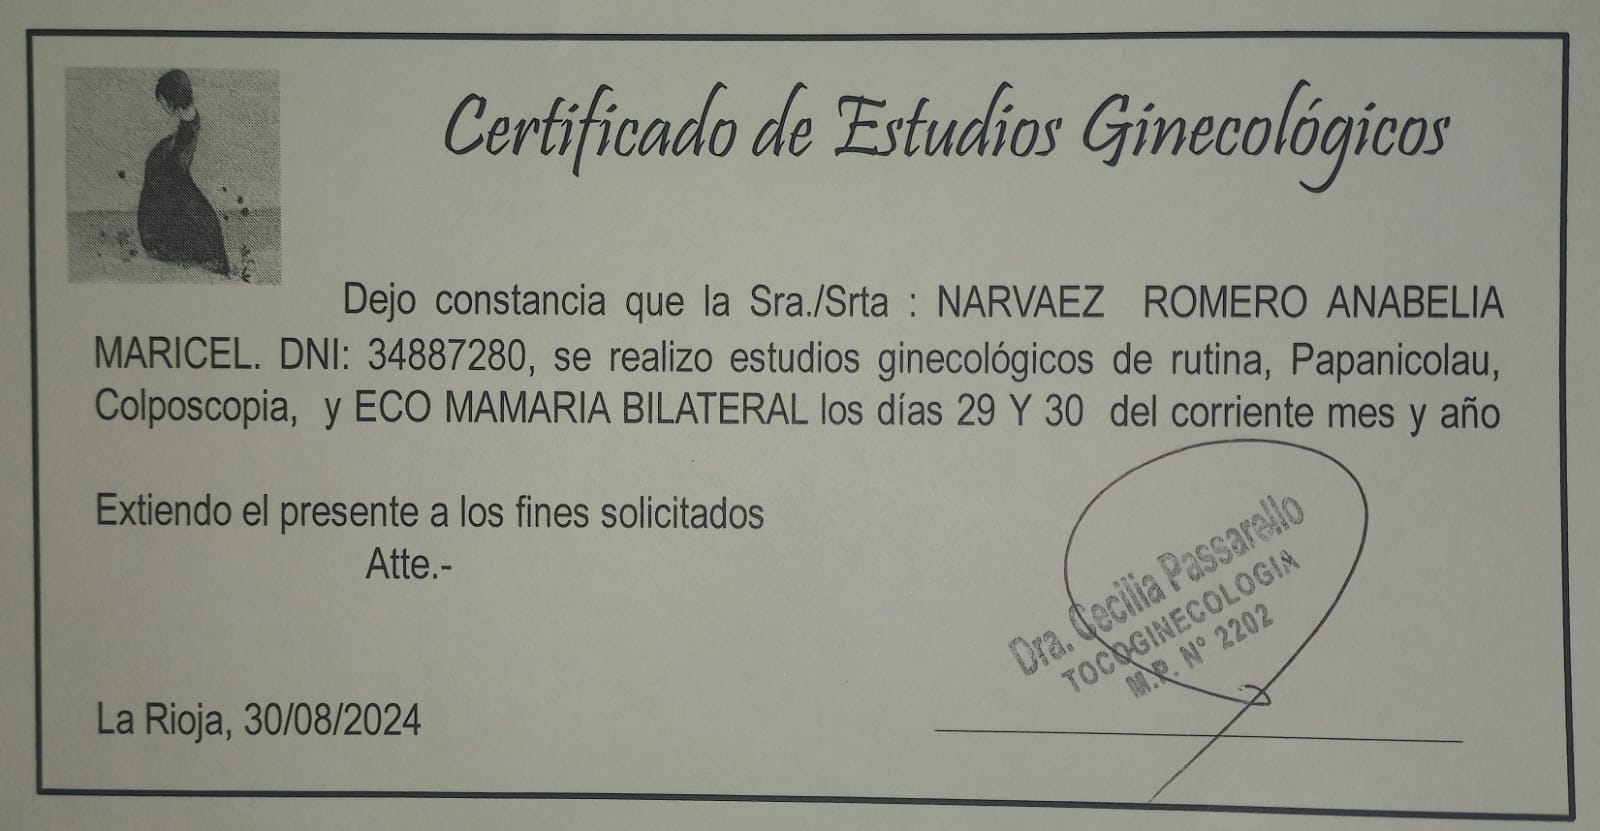 Certificado de Estudios Ginecológicos
Dejo constancia que la Sra./Srta : NARVAEZ ROMERO ANABELIA
MARICEL. DNI: 34887280, se realizo estudios ginecológicos de rutina, Papanicolau,
Colposcopia, y ECO MAMARIA BILATERAL los días 29 Y 30 del corriente mes y año
Extiendo el presente a los fines solicitados
Atte.-
Dra. Cecilia Passarello
TOCOGINECOLOGIA
M.P. N° 2202
La Rioja, 30/08/2024